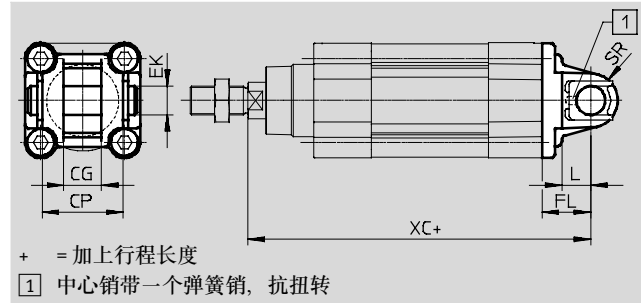 1
SR
EK
CG
CP
L
FL
XC+
+ = 加上行程长度
1 中心销带一个弹簧销, 抗扭转